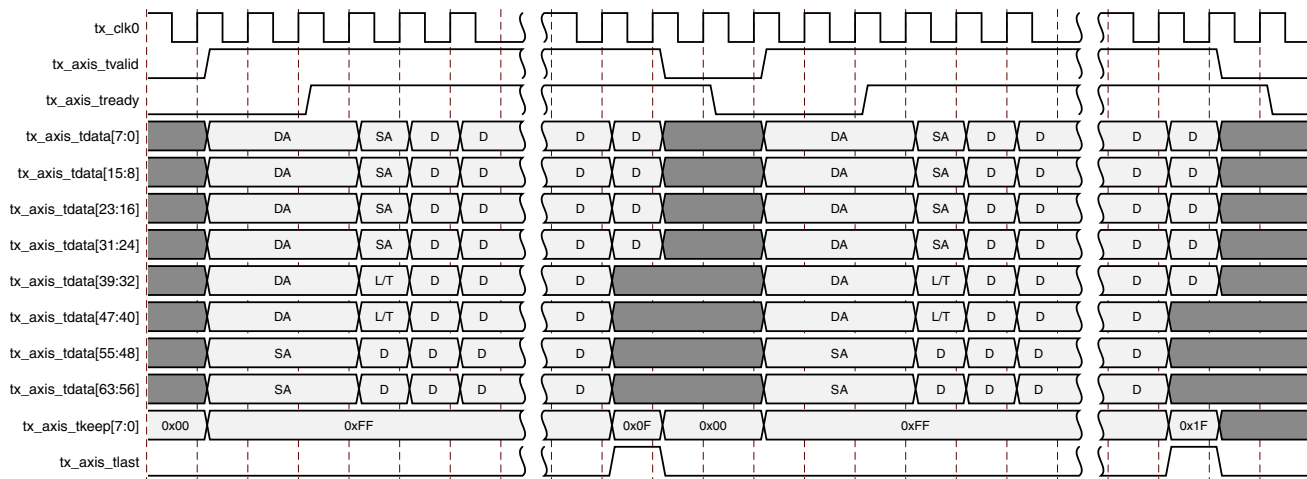 tx_clk0
tx_axis_tvalid
tx_axis_tready
tx_axis_tdata[7:0] DA SA D D D D DA SA D D D D
tx_axis_tdata[15:8] DA SA D D D D DA SA D D D D
tx_axis_tdata[23:16] DA SA D D D D DA SA D D D D
tx_axis_tdata[31:24] DA SA D D D D DA SA D D D D
tx_axis_tdata[39:32] DA L/T D D D DA L/T D D D D
tx_axis_tdata[47:40] DA L/T D D D DA L/T D D D
tx_axis_tdata[55:48] SA D D D D SA D D D D
tx_axis_tdata[63:56] SA D D D D SA D D D D
tx_axis_tkeep[7:0] 0x00 0xFF 0x0F 0x00 0xFF 0x1F
tx_axis_tlast